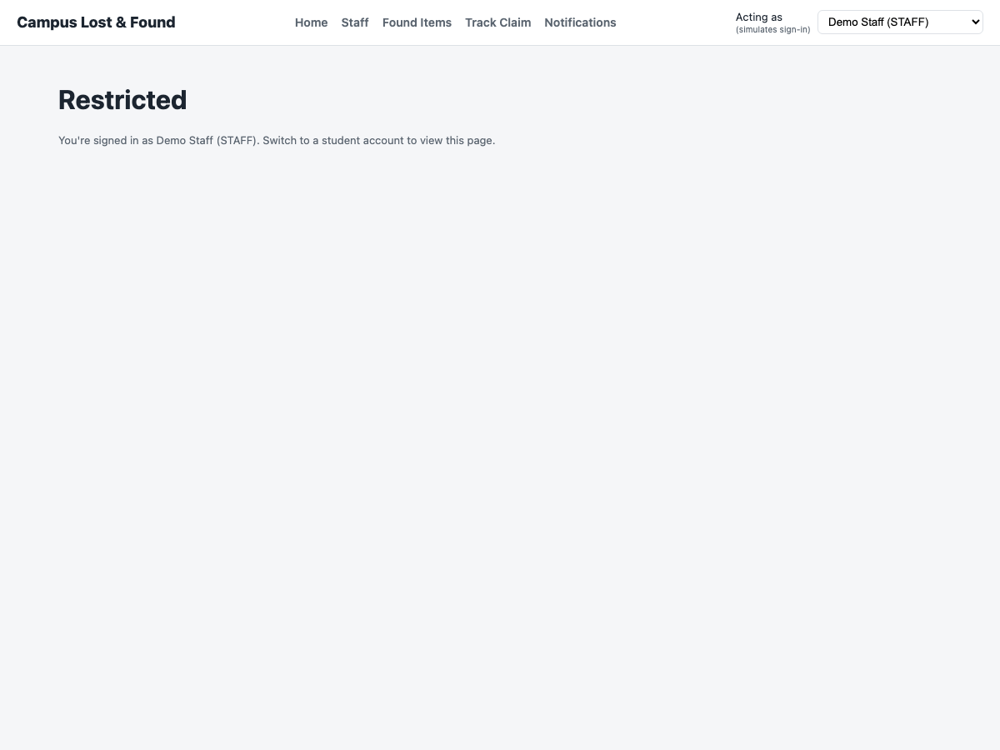 Campus Lost & Found
Home Staff Found Items Track Claim Notifications
Acting as
(simulates sign-in)
Demo Staff (STAFF)
Restricted
You're signed in as Demo Staff (STAFF). Switch to a student account to view this page.